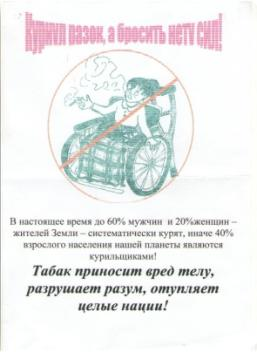 Курил разок, а бросить нету сил!
В настоящее время до 60% мужчин и 20%женщин –
жителей Земли – систематически курят, иначе 40%
взрослого населения нашей планеты являются
курильщиками!
Табак приносит вред телу,
разрушает разум, отупляет
целые нации!